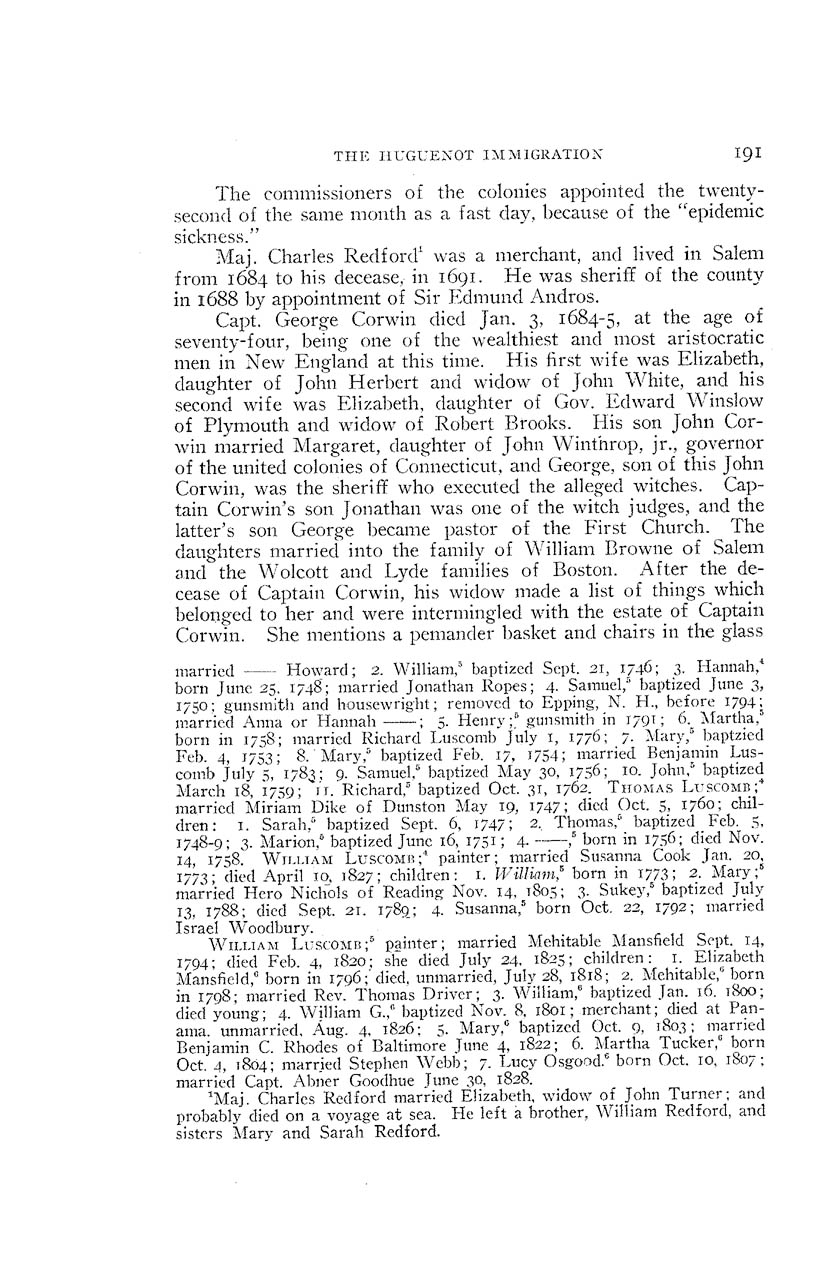 THE HUGUENOT IMMIGRATION 191
The commissioners of the colonies appointed the twenty-
second of the same month as a fast day, because of the "epidemic
sickness."
Maj. Charles Redford¹ was a merchant, and lived in Salem
from 1684 to his decease, in 1691. He was sheriff of the county
in 1688 by appointment of Sir Edmund Andros.
Capt. George Corwin died Jan. 3, 1684-5, at the age of
seventy-four, being one of the wealthiest and most aristocratic
men in New England at this time. His first wife was Elizabeth,
daughter of John Herbert and widow of John White, and his
second wife was Elizabeth, daughter of Gov. Edward Winslow
of Plymouth and widow of Robert Brooks. His son John Cor-
win married Margaret, daughter of John Winthrop, jr., governor
of the united colonies of Connecticut, and George, son of this John
Corwin, was the sheriff who executed the alleged witches. Cap-
tain Corwin's son Jonathan was one of the witch judges, and the
latter's son George became pastor of the First Church. The
daughters married into the family of William Browne of Salem
and the Wolcott and Lyde families of Boston. After the de-
cease of Captain Corwin, his widow made a list of things which
belonged to her and were intermingled with the estate of Captain
Corwin. She mentions a pemander basket and chairs in the glass
married —— Howard; 2. William,⁵ baptized Sept. 21, 1746; 3. Hannah,⁴
born June 25, 1748; married Jonathan Ropes; 4. Samuel,⁵ baptized June 3,
1750; gunsmith and housewright; removed to Epping, N. H., before 1794;
married Anna or Hannah ——; 5. Henry;⁵ gunsmith in 1791; 6. Martha,⁵
born in 1758; married Richard Luscomb July 1, 1776; 7. Mary,⁵ baptzied
Feb. 4, 1753; 8. Mary,⁵ baptized Feb. 17, 1754; married Benjamin Lus-
comb July 5, 1783; 9. Samuel,⁵ baptized May 30, 1756; 10. John,⁵ baptized
March 18, 1759; 11. Richard,⁵ baptized Oct. 31, 1762. THOMAS LUSCOMB;⁴
married Miriam Dike of Dunston May 19, 1747; died Oct. 5, 1760; chil-
dren: 1. Sarah,⁵ baptized Sept. 6, 1747; 2. Thomas,⁵ baptized Feb. 5,
1748-9; 3. Marion,⁵ baptized June 16, 1751; 4. ——,⁵ born in 1756; died Nov.
14, 1758. WILLIAM LUSCOMB;⁴ painter; married Susanna Cook Jan. 20,
1773; died April 10, 1827; children: 1. William,⁵ born in 1773; 2. Mary;⁵
married Hero Nichols of Reading Nov. 14, 1805; 3. Sukey,⁵ baptized July
13, 1788; died Sept. 21, 1789; 4. Susanna,⁵ born Oct. 22, 1792; married
Israel Woodbury.
WILLIAM LUSCOMB;⁵ painter; married Mehitable Mansfield Sept. 14,
1794; died Feb. 4, 1820; she died July 24, 1825; children: 1. Elizabeth
Mansfield,⁶ born in 1796; died, unmarried, July 28, 1818; 2. Mehitable,⁶ born
in 1798; married Rev. Thomas Driver; 3. William,⁶ baptized Jan. 16, 1800;
died young; 4. William G.,⁶ baptized Nov. 8, 1801; merchant; died at Pan-
ama, unmarried, Aug. 4, 1826; 5. Mary,⁶ baptized Oct. 9, 1803; married
Benjamin C. Rhodes of Baltimore June 4, 1822; 6. Martha Tucker,⁶ born
Oct. 4, 1804; married Stephen Webb; 7. Lucy Osgood,⁶ born Oct. 10, 1807;
married Capt. Abner Goodhue June 30, 1828.
¹Maj. Charles Redford married Elizabeth, widow of John Turner; and
probably died on a voyage at sea. He left a brother, William Redford, and
sisters Mary and Sarah Redford.